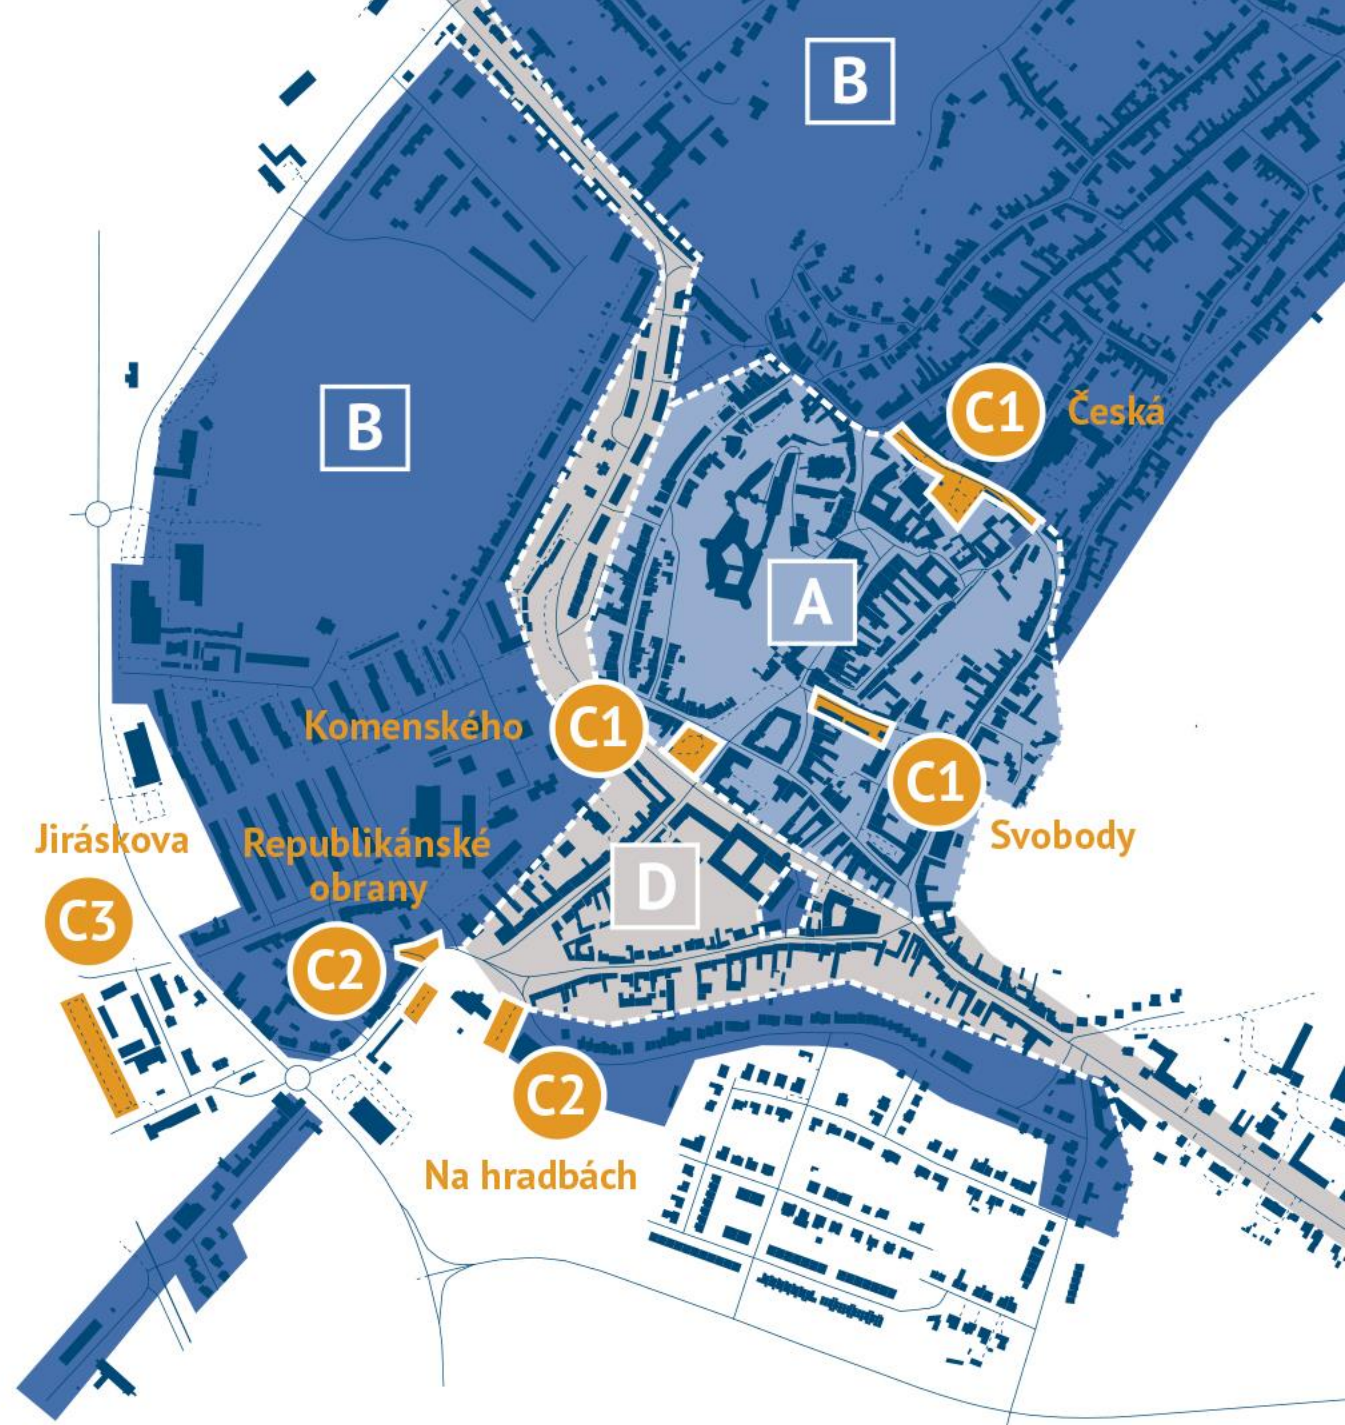 B
C1 Česká
B
A
Komenského C1
C1
Svobody
Jiráskova
Republikánské
obrany
D
C3
C2
C2
Na hradbách